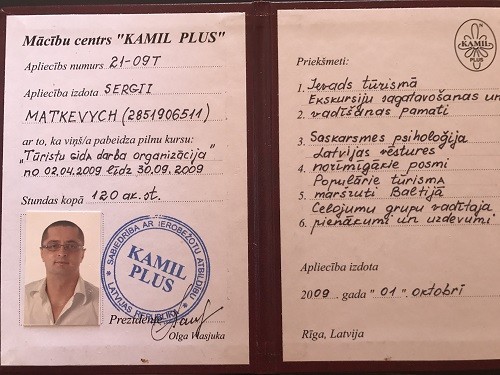 Mācību centrs "KAMIL PLUS"
Apliecības numurs 21-09T
Apliecība izdota SERGII
MATKEVYCH (2851906511)
ar to, ka viņš/a pabeidza pilnu kursu:
„Tūristu gida darba organizācija"
no 02.04.2009 līdz 30.09.2009
Stundas kopā 120 ak. st.
SABIEDRĪBA AR IEROBEŽOTU ATBILDĪBU
KAMIL
PLUS
LATVIJAS REPUBLIKA
Prezidente
Olga Vlasjuka
KAMIL
PLUS
Priekšmeti:
1. Ievads tūrismā
Ekskursiju sagatavošanas un
2. vadīšanas pamati
3. Saskarsmes psiholoģija
Latvijas vēstures
4. nozīmīgākie posmi
Populārie tūrisma
5. maršruti Baltijā
Ceļojumu grupu vadītāja
6. pienākumi un uzdevumi
Apliecība izdota
2009. gada "01". oktobrī
Rīga, Latvija